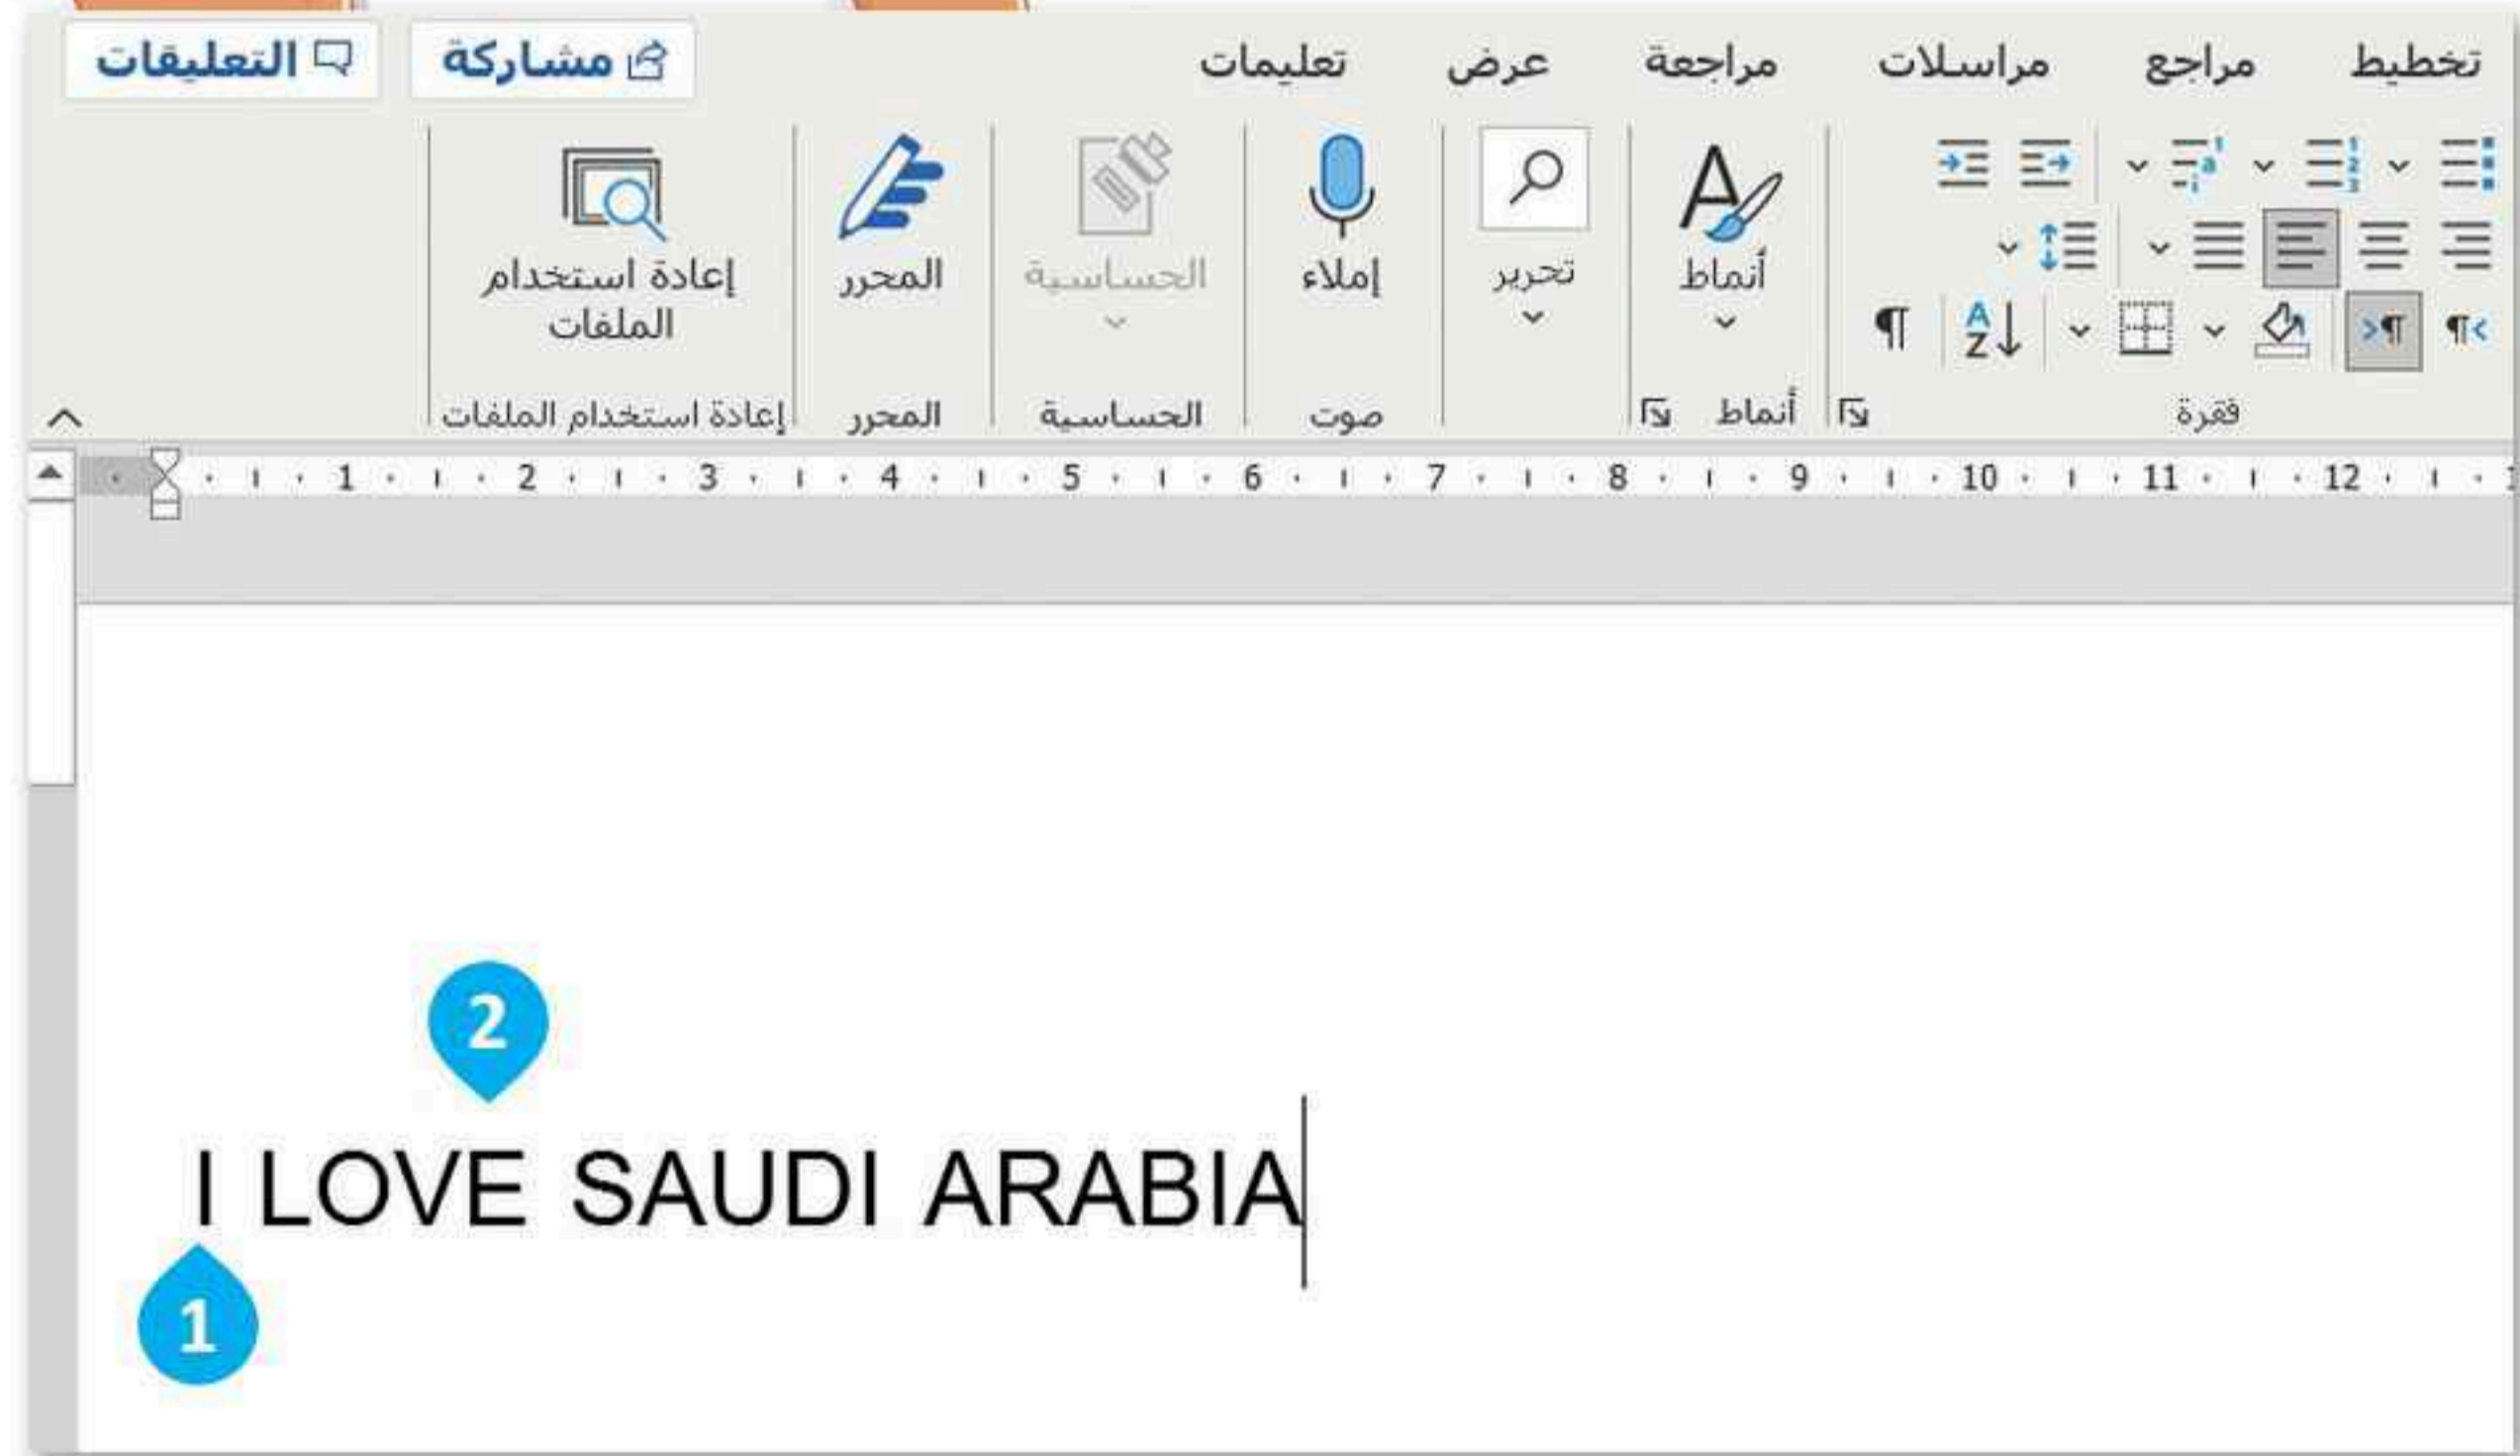 تخطيط مراجع مراسلات مراجعة عرض تعليمات مشاركة التعليقات
أنماط تحرير إملاء الحساسية المحرر إعادة استخدام
الملفات
فقرة أنماط صوت الحساسية المحرر إعادة استخدام الملفات
1 2 3 4 5 6 7 8 9 10 11 12
2
I LOVE SAUDI ARABIA
1